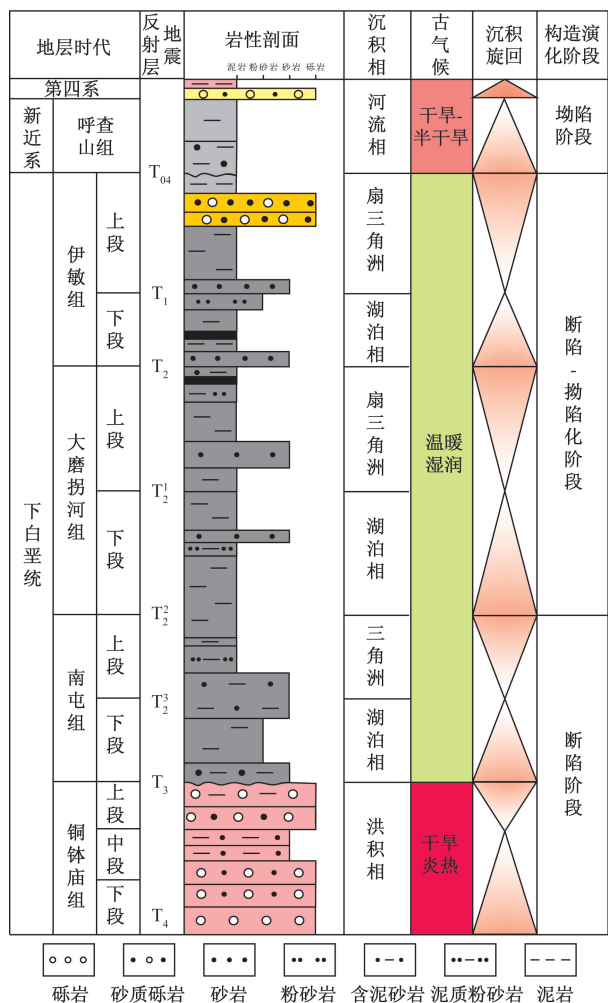 地层时代
地震反射层
岩性剖面
泥岩 粉砂岩 砂岩 砾岩
沉积相
古气候
沉积旋回
构造演化阶段
第四系
新近系
呼查山组
河流相
干旱-半干旱
坳陷阶段
T04
下白垩统
伊敏组
上段
扇三角洲
T1
下段
湖泊相
T2
断陷-拗陷化阶段
大磨拐河组
上段
扇三角洲
温暖湿润
T₂¹
下段
湖泊相
T₂²
南屯组
上段
三角洲
T₂³
下段
湖泊相
断陷阶段
T3
铜钵庙组
上段
中段
下段
洪积相
干旱炎热
T4
砾岩 砂质砾岩 砂岩 粉砂岩 含泥砂岩 泥质粉砂岩 泥岩